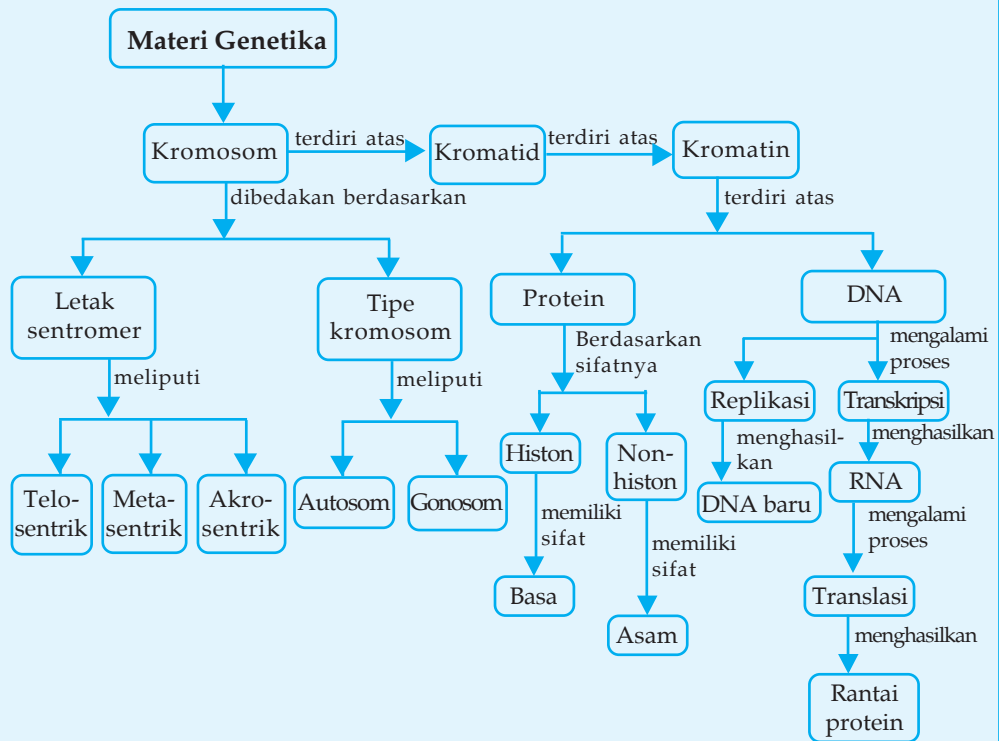 Materi Genetika
Kromosom
terdiri atas
Kromatid
terdiri atas
Kromatin
dibedakan berdasarkan
terdiri atas
Letak
sentromer
Tipe
kromosom
Protein
DNA
meliputi
meliputi
Berdasarkan
sifatnya
mengalami
proses
Telo-
sentrik
Meta-
sentrik
Akro-
sentrik
Autosom
Gonosom
Histon
Non-
histon
Replikasi
Transkripsi
menghasil-
kan
menghasilkan
DNA baru
RNA
memiliki
sifat
memiliki
sifat
mengalami
proses
Basa
Asam
Translasi
menghasilkan
Rantai
protein